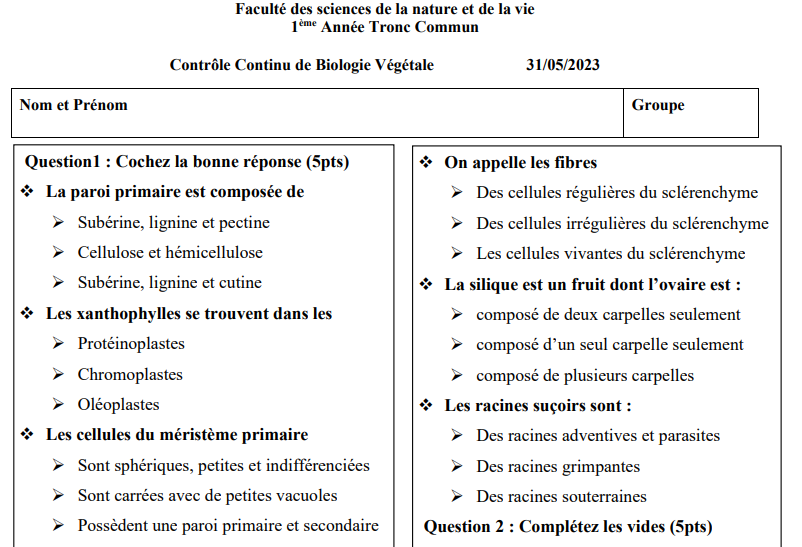 Faculté des sciences de la nature et de la vie
1ème Année Tronc Commun
Contrôle Continu de Biologie Végétale 31/05/2023
Nom et Prénom
Groupe
Question1 : Cochez la bonne réponse (5pts)
❖ La paroi primaire est composée de
➢ Subérine, lignine et pectine
➢ Cellulose et hémicellulose
➢ Subérine, lignine et cutine
❖ Les xanthophylles se trouvent dans les
➢ Protéinoplastes
➢ Chromoplastes
➢ Oléoplastes
❖ Les cellules du méristème primaire
➢ Sont sphériques, petites et indifférenciées
➢ Sont carrées avec de petites vacuoles
➢ Possèdent une paroi primaire et secondaire
❖ On appelle les fibres
➢ Des cellules régulières du sclérenchyme
➢ Des cellules irrégulières du sclérenchyme
➢ Les cellules vivantes du sclérenchyme
❖ La silique est un fruit dont l’ovaire est :
➢ composé de deux carpelles seulement
➢ composé d’un seul carpelle seulement
➢ composé de plusieurs carpelles
❖ Les racines suçoirs sont :
➢ Des racines adventives et parasites
➢ Des racines grimpantes
➢ Des racines souterraines
Question 2 : Complétez les vides (5pts)